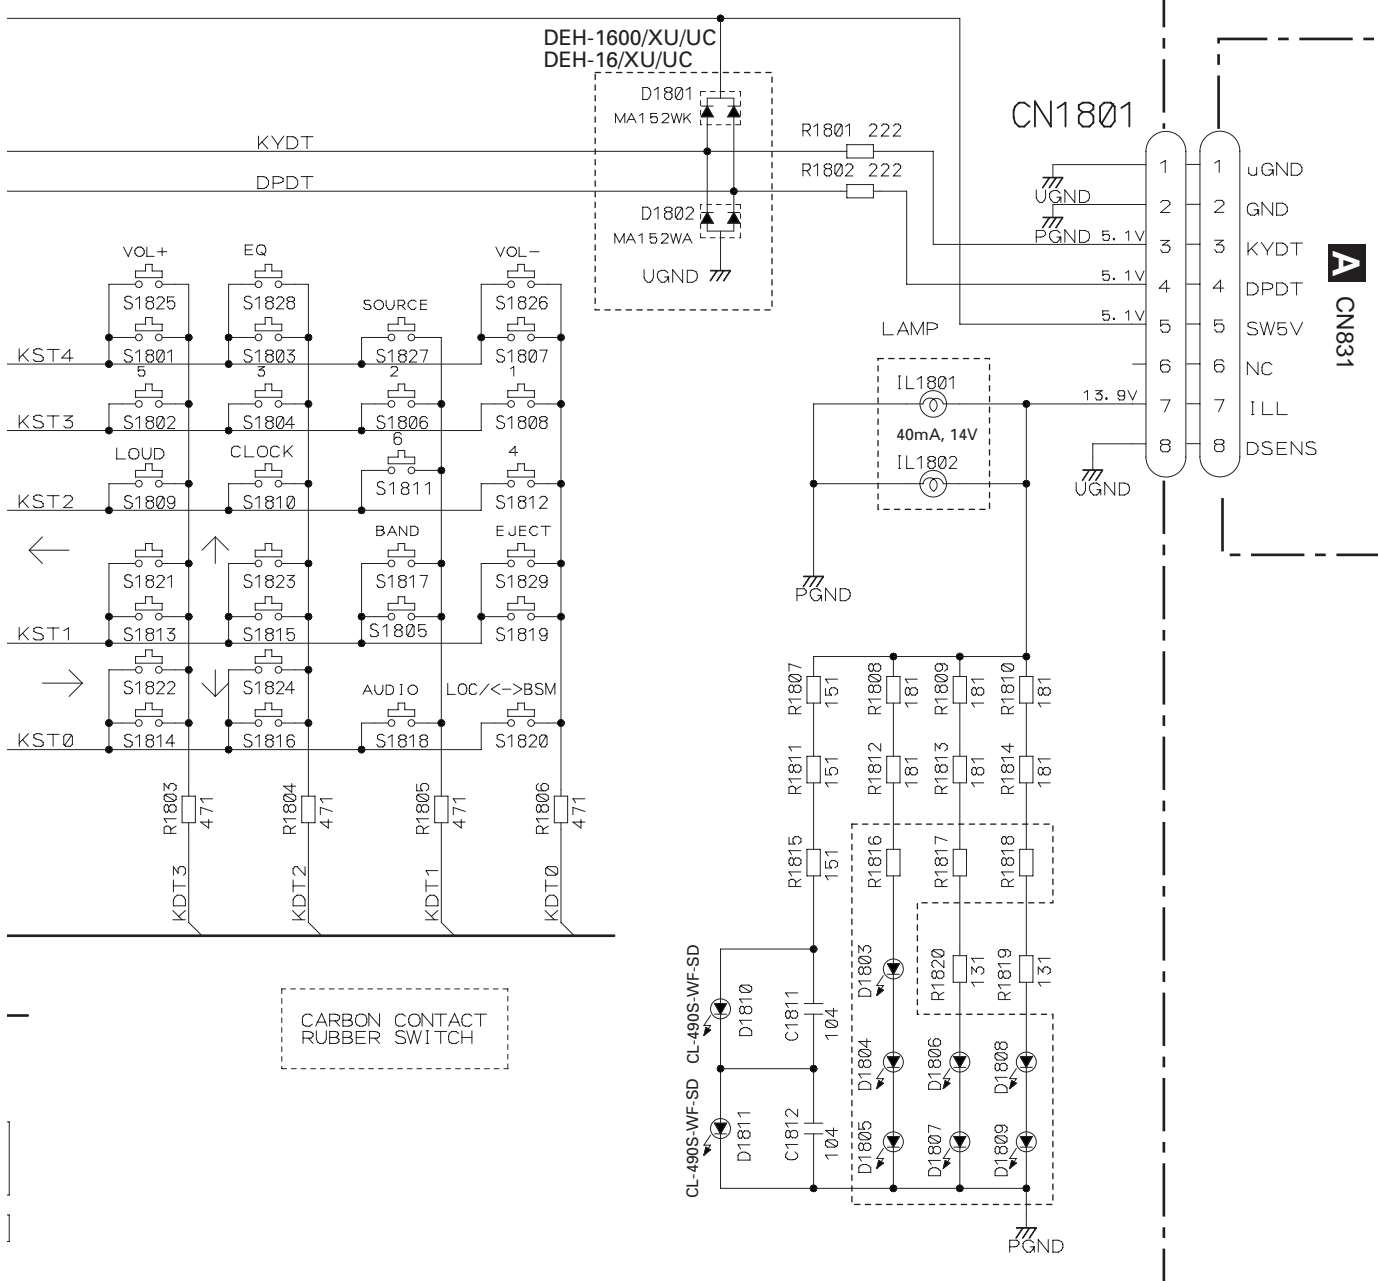 DEH-1600/XU/UC
DEH-16/XU/UC
D1801
MA152WK
CN1801
R1801 222
KYDT
R1802 222
DPDT
D1802
MA152WA
UGND
1 1 uGND
UGND
2 2 GND
PGND
5.1V 3 3 KYDT
5.1V 4 4 DPDT
5.1V 5 5 SW5V
6 6 NC
13.9V 7 7 ILL
8 8 DSENS
UGND
A CN831
VOL+ EQ VOL-
S1825 S1828 S1826
SOURCE
KST4 S1801 S1803 S1827 S1807
5 3 2 1
KST3 S1802 S1804 S1806 S1808
LOUD CLOCK 6 4
S1811
KST2 S1809 S1810 S1812
BAND EJECT
← ↑
S1821 S1823 S1817 S1829
KST1 S1813 S1815 S1805 S1819
→ ↓
S1822 S1824
AUDIO LOC/<->BSM
KST0 S1814 S1816 S1818 S1820
R1803 471
R1804 471
R1805 471
R1806 471
KDT3
KDT2
KDT1
KDT0
LAMP
IL1801
40mA, 14V
IL1802
PGND
R1807 151
R1808 181
R1809 181
R1810 181
R1811 151
R1812 181
R1813 181
R1814 181
R1815 151
R1816
R1817
R1818
R1820 131
R1819 131
CL-490S-WF-SD
D1810
C1811 104
D1803
CL-490S-WF-SD
D1811
C1812 104
D1804
D1806
D1808
D1805
D1807
D1809
PGND
CARBON CONTACT
RUBBER SWITCH